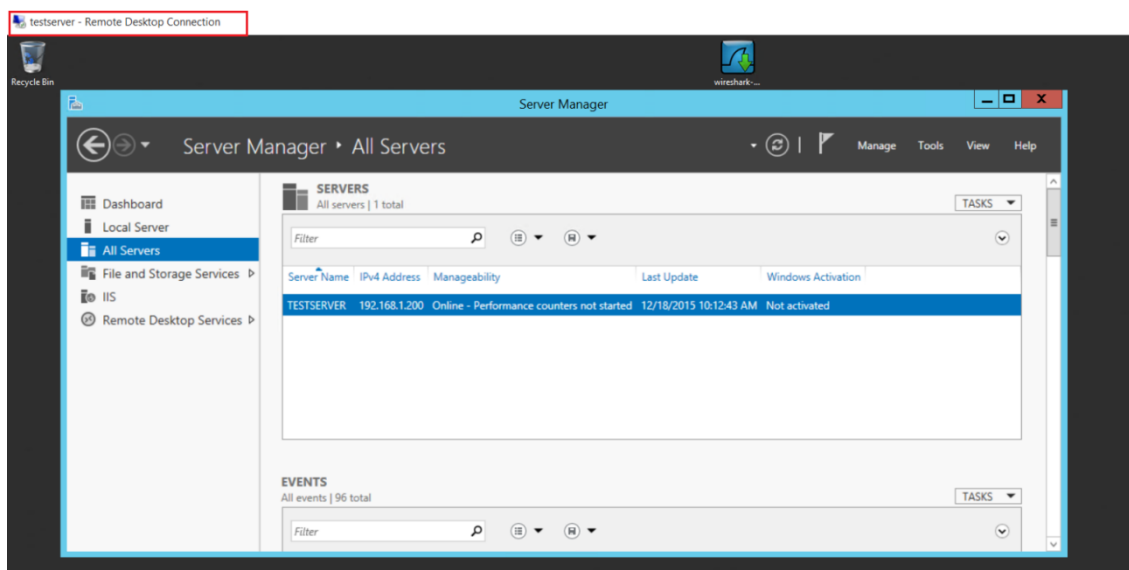 testserver - Remote Desktop Connection
Recycle Bin
wireshark-...
Server Manager
Server Manager • All Servers
Manage Tools View Help
Dashboard
Local Server
All Servers
File and Storage Services
IIS
Remote Desktop Services
SERVERS
All servers | 1 total
TASKS
Filter
Server Name IPv4 Address Manageability Last Update Windows Activation
TESTSERVER 192.168.1.200 Online - Performance counters not started 12/18/2015 10:12:43 AM Not activated
EVENTS
All events | 96 total
TASKS
Filter